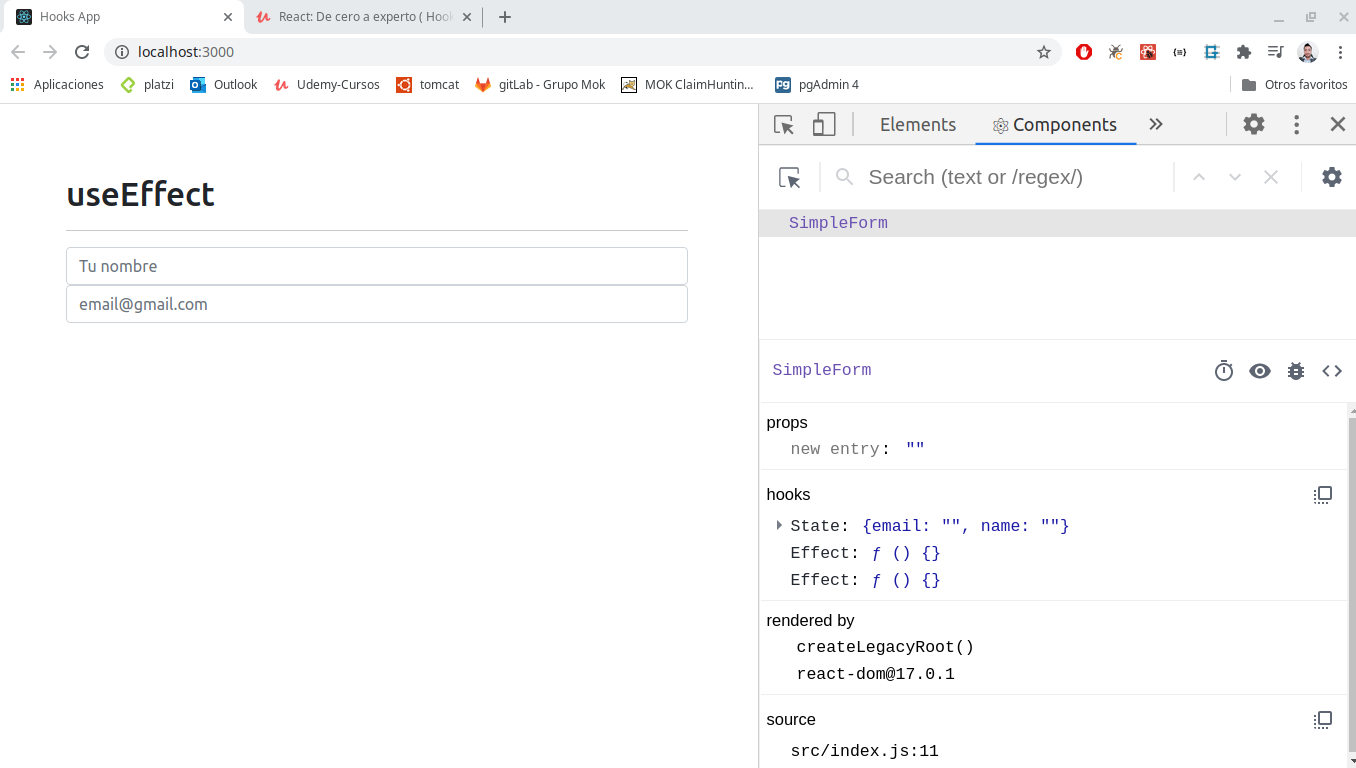 Hooks App
React: De cero a experto ( Hook
localhost:3000
Aplicaciones platzi Outlook Udemy-Cursos tomcat gitLab - Grupo Mok MOK ClaimHuntin... pgAdmin 4 Otros favoritos
Elements Components
Search (text or /regex/)
SimpleForm
useEffect
Tu nombre
email@gmail.com
SimpleForm
props
new entry: ""
hooks
State: {email: "", name: ""}
Effect: ƒ () {}
Effect: ƒ () {}
rendered by
createLegacyRoot()
react-dom@17.0.1
source
src/index.js:11